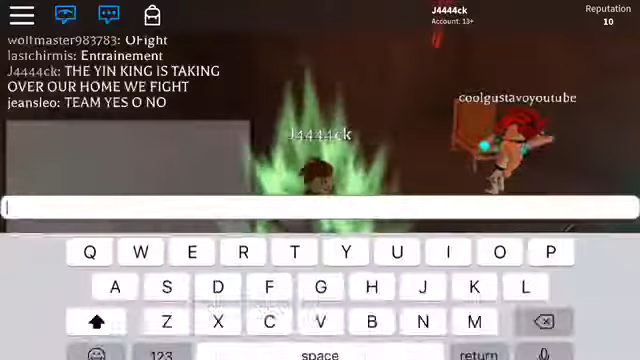 J4444ck
Account: 13+
Reputation
10
wolfmaster983783: OFight
lastchirmis: Entrainement
J4444ck: THE YIN KING IS TAKING
OVER OUR HOME WE FIGHT
jeansleo: TEAM YES O NO
coolgustavoyoutube
J4444ck
Q W E R T Y U I O P
A S D F G H J K L
Z X C V B N M
123 space return